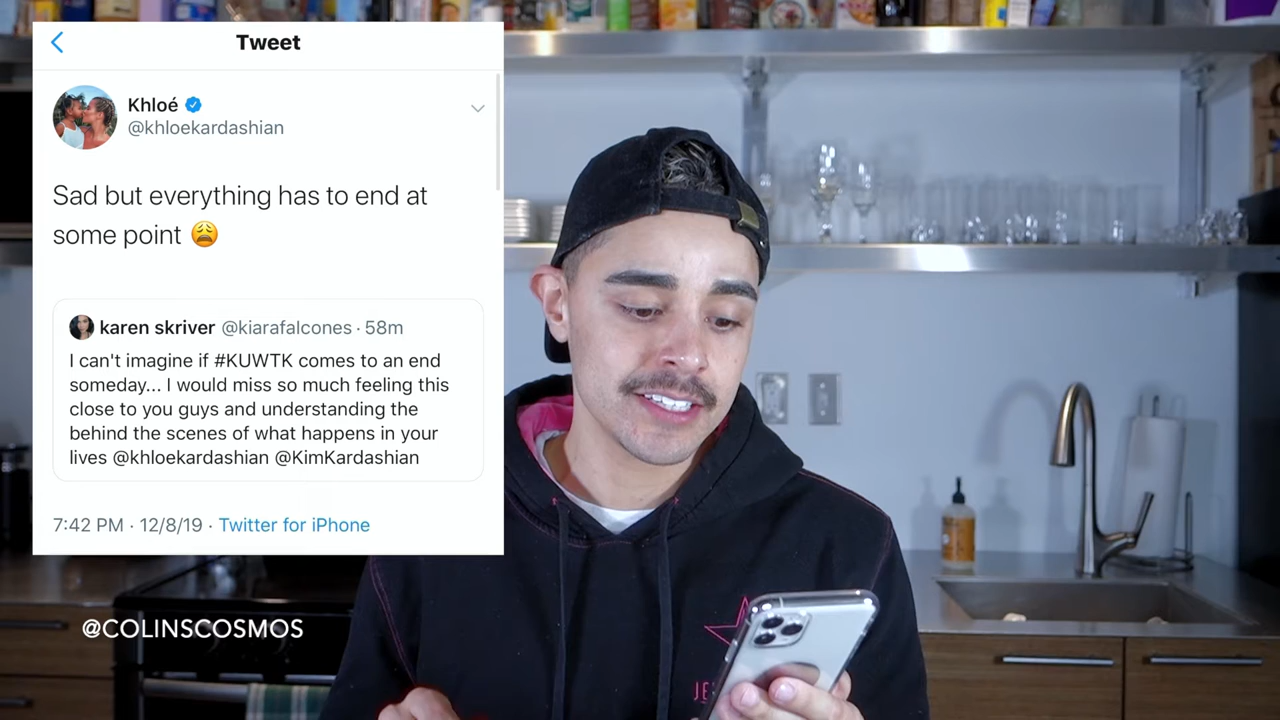 Tweet
Khloé
@khloekardashian
Sad but everything has to end at
some point 😩
karen skriver @kiarafalcones · 58m
I can't imagine if #KUWTK comes to an end
someday... I would miss so much feeling this
close to you guys and understanding the
behind the scenes of what happens in your
lives @khloekardashian @KimKardashian
7:42 PM · 12/8/19 · Twitter for iPhone
@COLINSCOSMOS